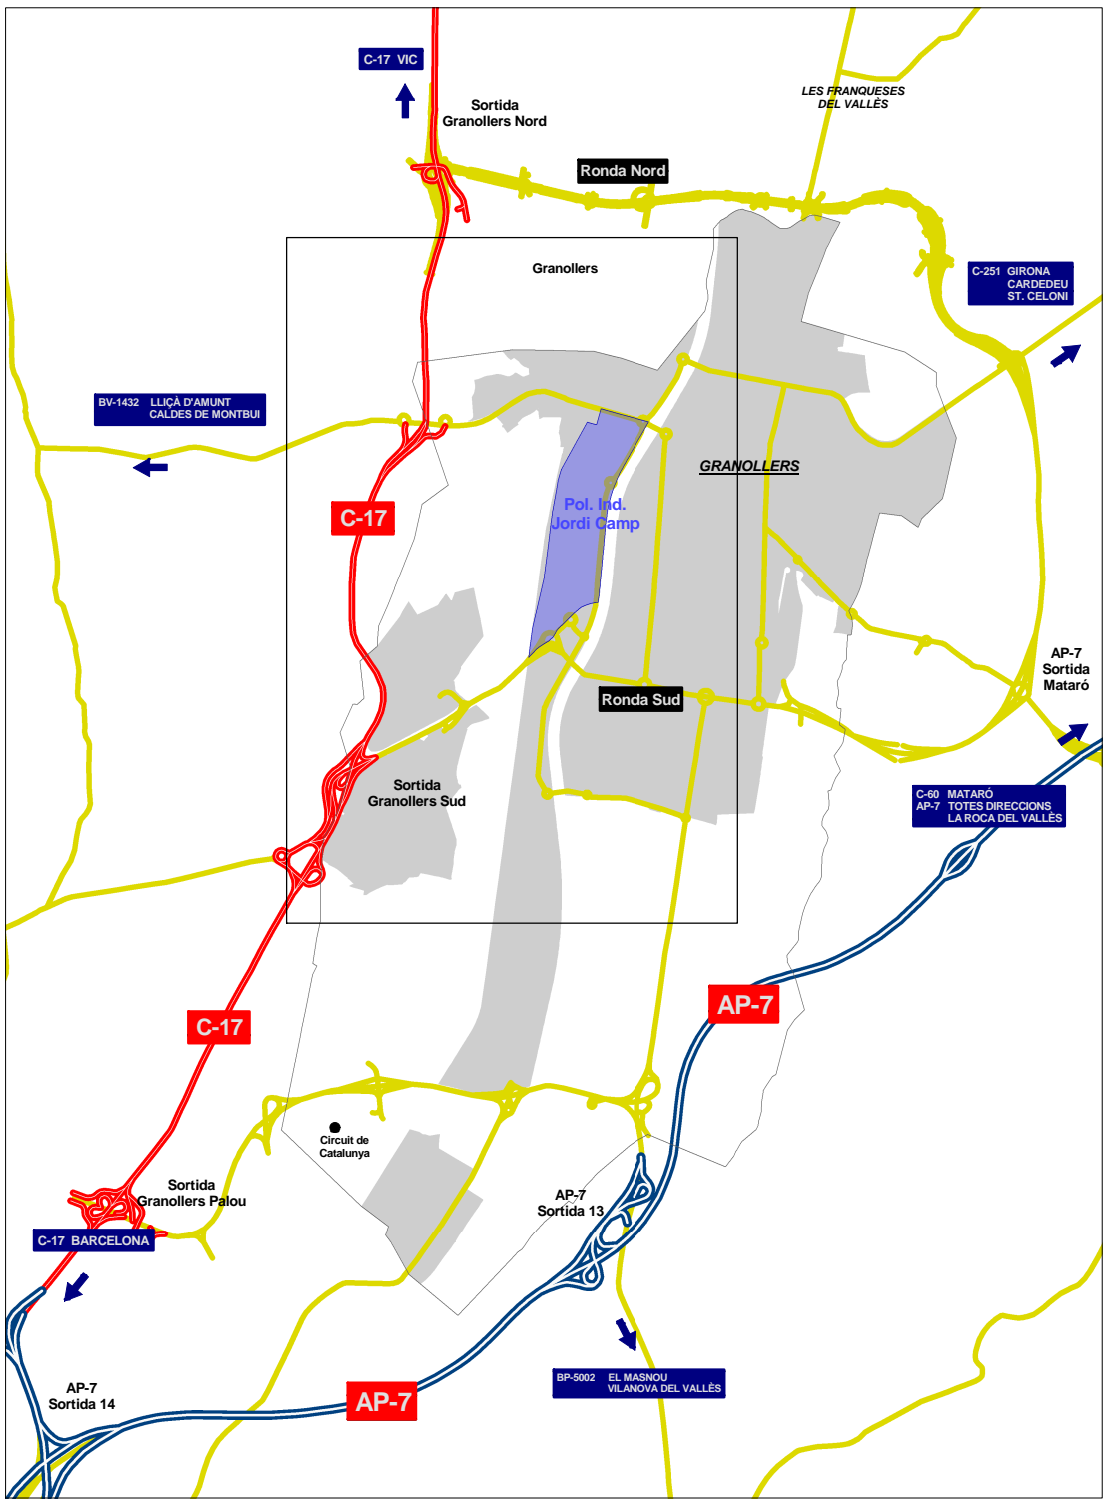 C-17 VIC
LES FRANQUESES
DEL VALLÈS
Sortida
Granollers Nord
Ronda Nord
Granollers
C-251 GIRONA
CARDEDEU
ST. CELONI
BV-1432 LLIÇÀ D'AMUNT
CALDES DE MONTBUI
GRANOLLERS
C-17
Pol. Ind.
Jordi Camp
AP-7
Sortida
Mataró
Ronda Sud
Sortida
Granollers Sud
C-60 MATARÓ
AP-7 TOTES DIRECCIONS
LA ROCA DEL VALLÈS
AP-7
C-17
Circuit de
Catalunya
Sortida
Granollers Palou
AP-7
Sortida 13
C-17 BARCELONA
BP-5002 EL MASNOU
VILANOVA DEL VALLÈS
AP-7
Sortida 14
AP-7